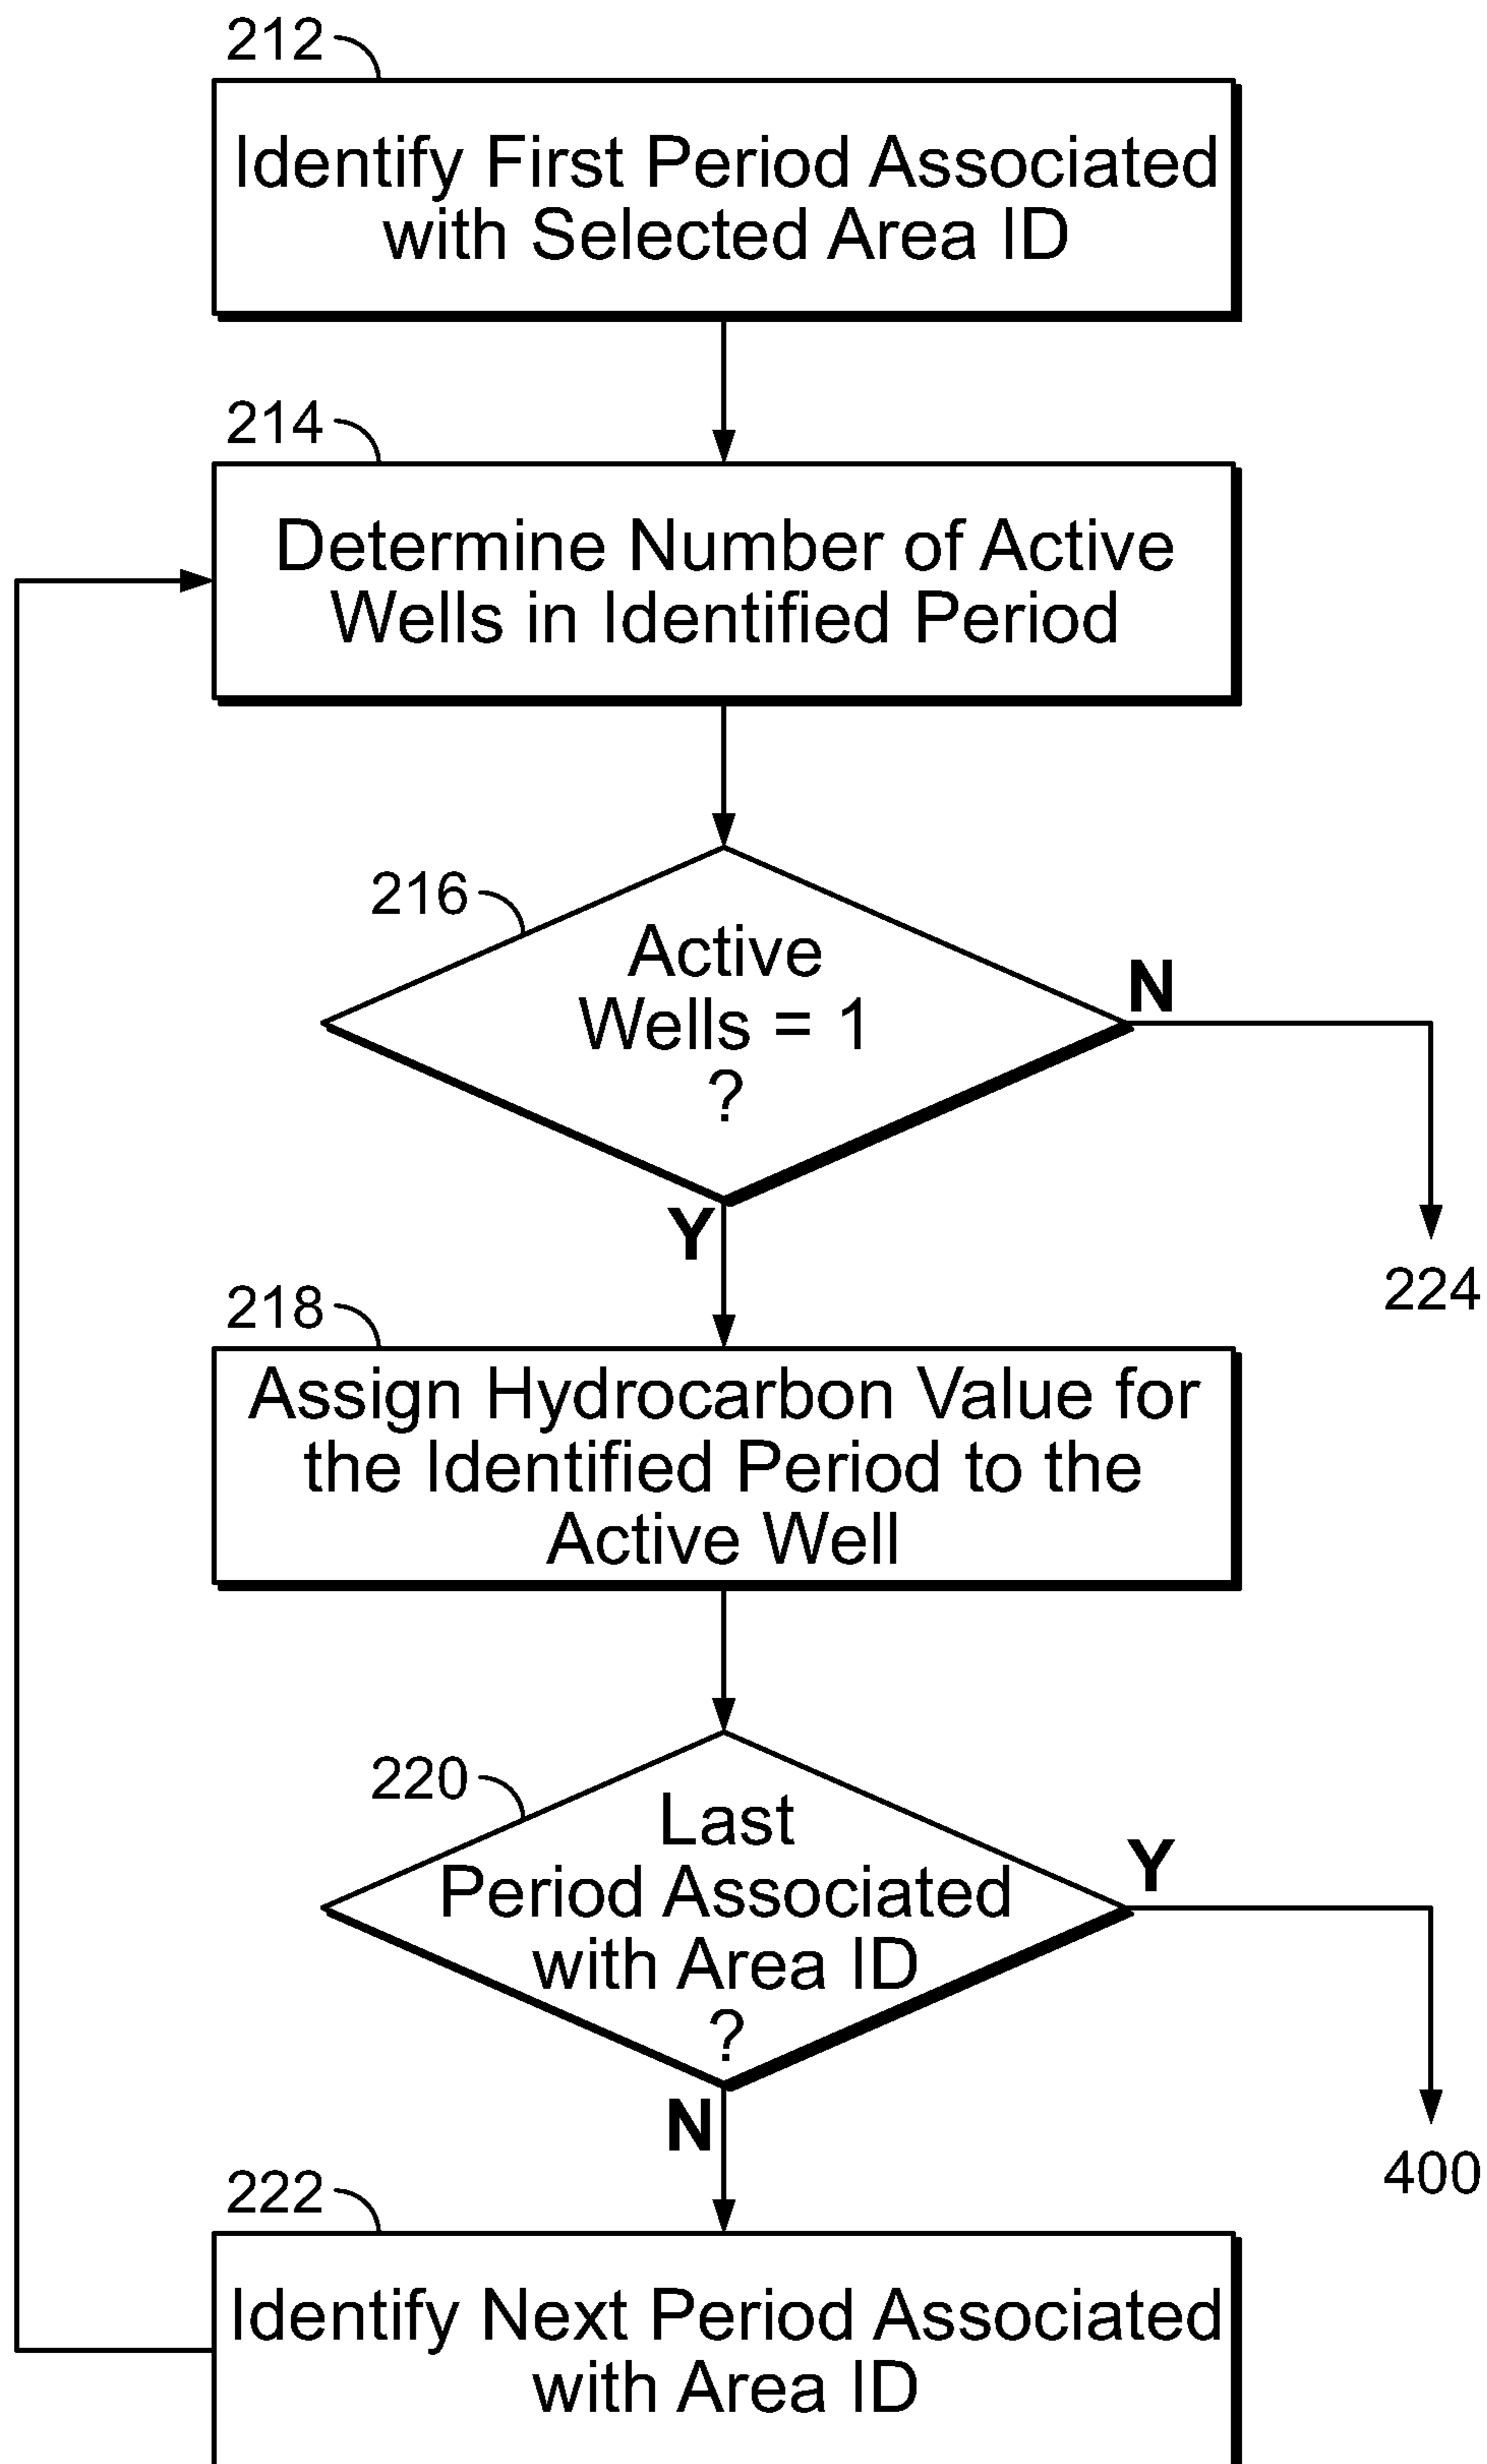 212
Identify First Period Associated
with Selected Area ID
214
Determine Number of Active
Wells in Identified Period
216
Active
Wells = 1
?
N
Y
224
218
Assign Hydrocarbon Value for
the Identified Period to the
Active Well
220
Last
Period Associated
with Area ID
?
Y
N
400
222
Identify Next Period Associated
with Area ID